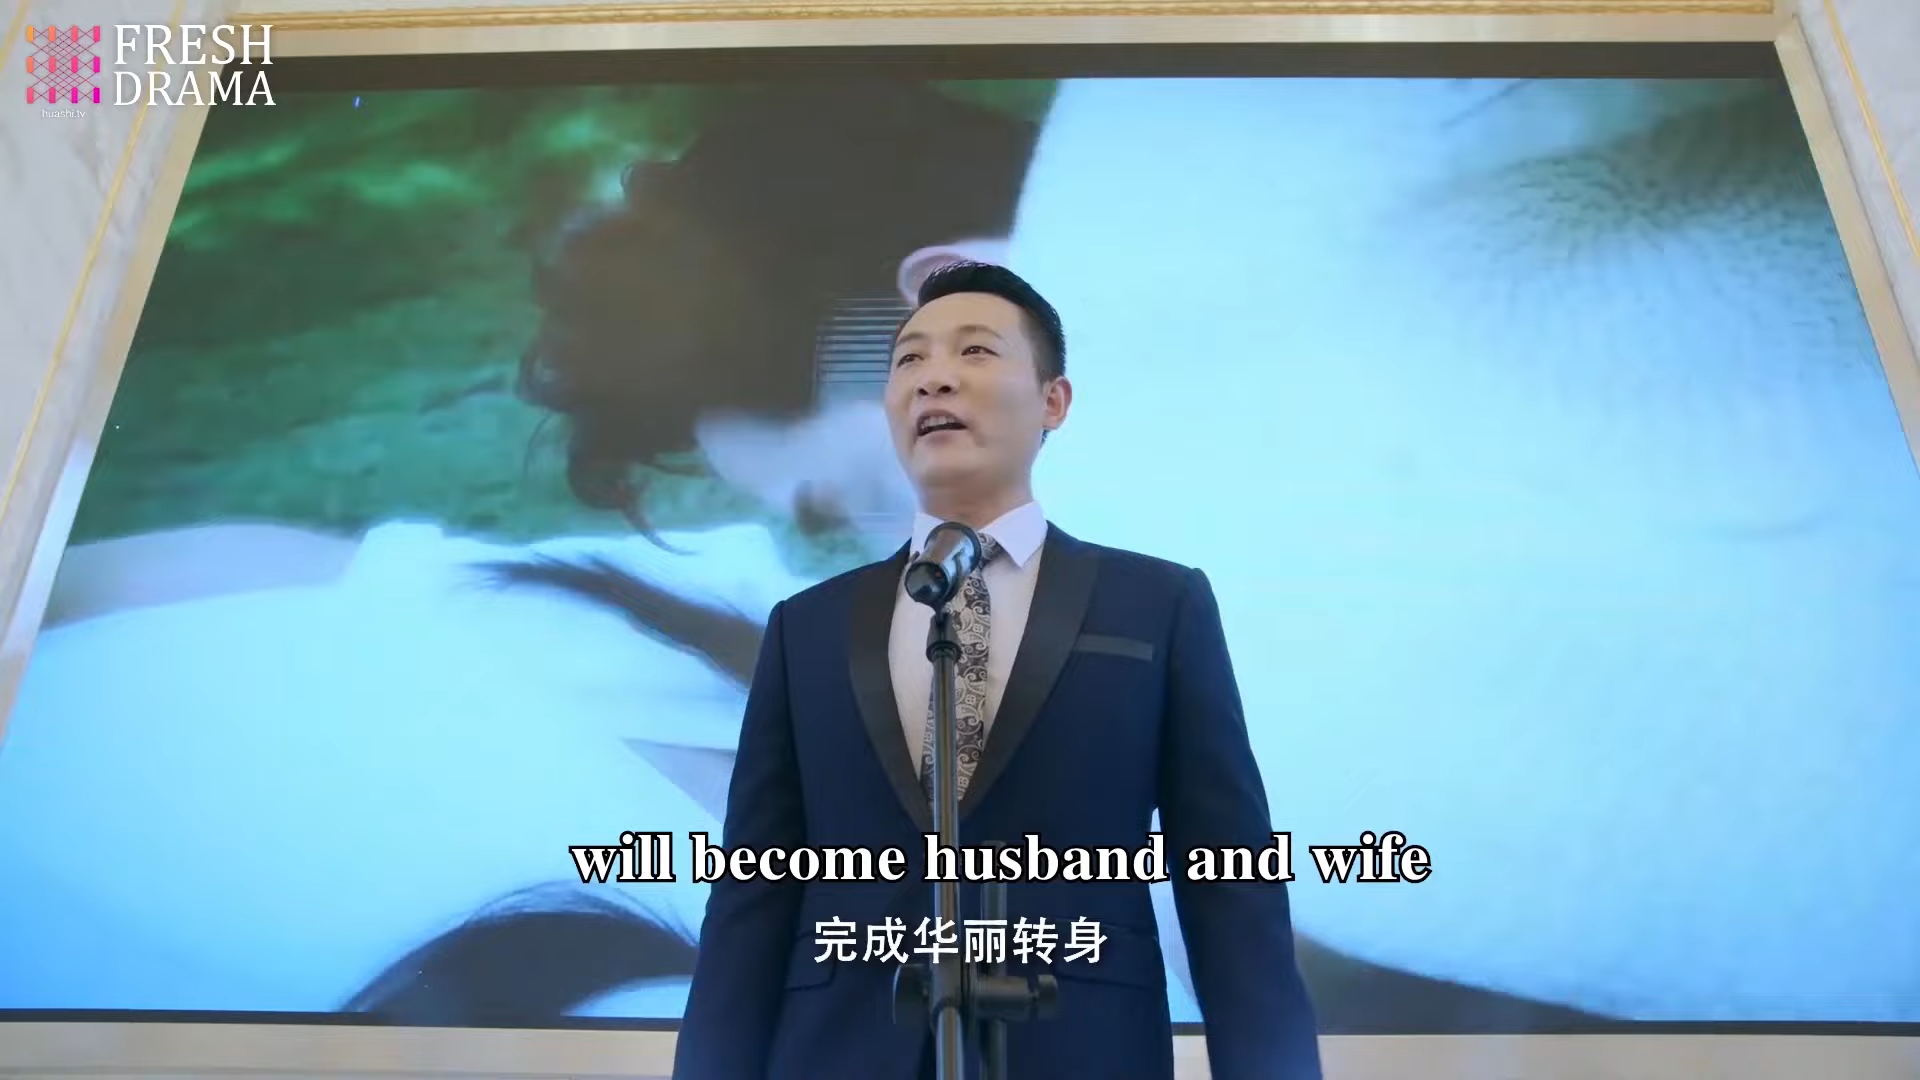 FRESH
DRAMA
huashi.tv
will become husband and wife
完成华丽转身